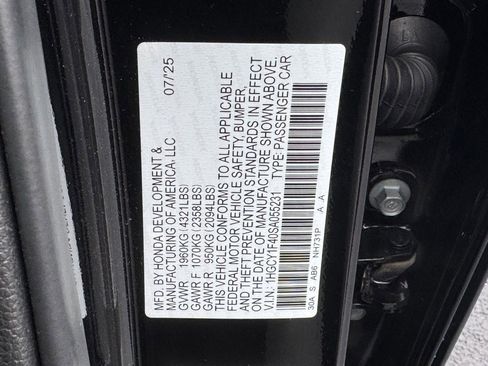 MFD. BY HONDA DEVELOPMENT & 07/25
MANUFACTURING OF AMERICA, LLC
GVWR 1960KG(4321LBS)
GAWR F 1070KG(2358LBS)
GAWR R 950KG(2094LBS)
THIS VEHICLE CONFORMS TO ALL APPLICABLE
FEDERAL MOTOR VEHICLE SAFETY, BUMPER,
AND THEFT PREVENTION STANDARDS IN EFFECT
ON THE DATE OF MANUFACTURE SHOWN ABOVE.
V.I.N: 1HGCY1F40SA055231 TYPE: PASSENGER CAR
30A S AB6 NH731P A...A